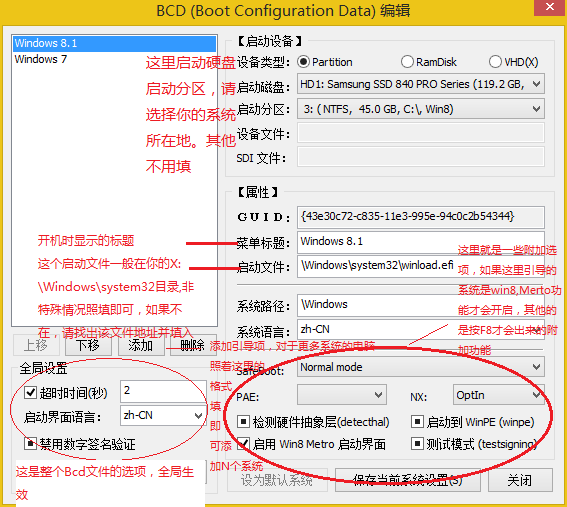 BCD (Boot Configuration Data) 编辑
Windows 8.1
Windows 7
这里启动硬盘
启动分区，请
选择你的系统
所在地。其他
不用填
【启动设备】
设备类型： Partition RamDisk VHD(X)
启动磁盘： HD1: Samsung SSD 840 PRO Series (119.2 GB,
启动分区： 3: ( NTFS, 45.0 GB, C:\, Win8)
设备文件：
SDI 文件：
【属性】
GUID： {43e30c72-c835-11e3-995e-94c0c2b54344}
开机时显示的标题
菜单标题： Windows 8.1
启动文件： \Windows\system32\winload.efi
这个启动文件一般在你的X:
\Windows\system32目录,非
特殊情况照填即可，如果不
在，请找出该文件地址并填入
这里就是一些附加选
项，如果这里引导的
系统是win8,Merto功
能才会开启，其他的
是按F8才会出来的附
加功能
系统路径： \Windows
系统语言： zh-CN
上移 下移 添加 删除
添加引导项，对于更多系统的电脑
照着这里的
格式
填，
即
可添
加N个系统
全局设置
超时时间(秒) 2
启动界面语言： zh-CN
禁用数字签名验证
这是整个Bcd文件的选项，全局生
效
SafeBoot: Normal mode
PAE: NX: OptIn
检测硬件抽象层(detecthal) 启动到 WinPE (winpe)
启用 Win8 Metro 启动界面 测试模式 (testsigning)
设为默认系统 保存当前系统设置(S) 关闭